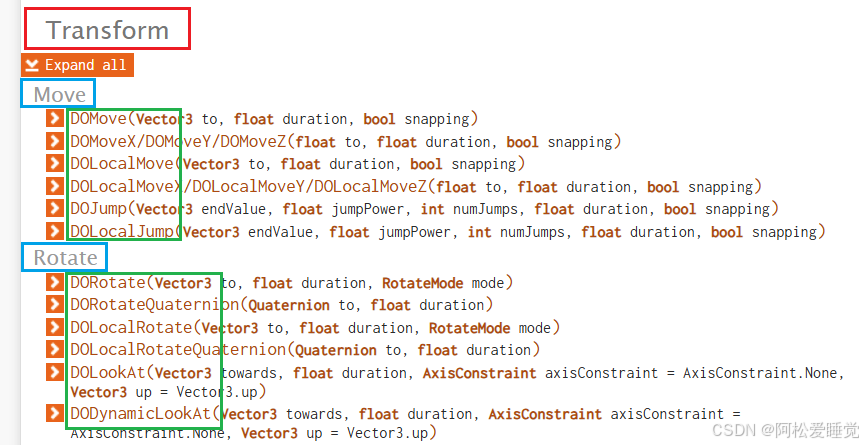 Transform
Expand all
Move
DOMove(Vector3 to, float duration, bool snapping)
DOMoveX/DOMoveY/DOMoveZ(float to, float duration, bool snapping)
DOLocalMove(Vector3 to, float duration, bool snapping)
DOLocalMoveX/DOLocalMoveY/DOLocalMoveZ(float to, float duration, bool snapping)
DOJump(Vector3 endValue, float jumpPower, int numJumps, float duration, bool snapping)
DOLocalJump(Vector3 endValue, float jumpPower, int numJumps, float duration, bool snapping)
Rotate
DORotate(Vector3 to, float duration, RotateMode mode)
DORotateQuaternion(Quaternion to, float duration)
DOLocalRotate(Vector3 to, float duration, RotateMode mode)
DOLocalRotateQuaternion(Quaternion to, float duration)
DOLookAt(Vector3 towards, float duration, AxisConstraint axisConstraint = AxisConstraint.None,
Vector3 up = Vector3.up)
DODynamicLookAt(Vector3 towards, float duration, AxisConstraint axisConstraint =
AxisConstraint.None, Vector3 up = Vector3.up)
CSDN @阿松爱睡觉